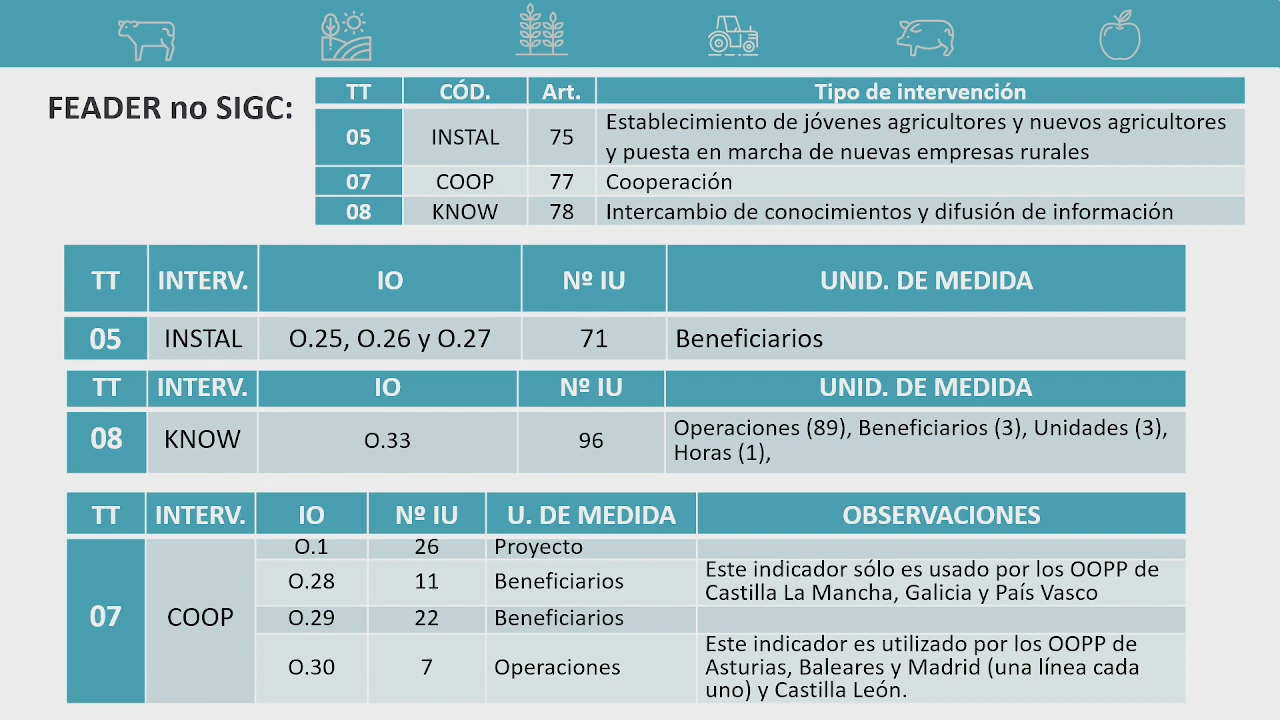 FEADER no SIGC:
TT CÓD. Art. Tipo de intervención
05 INSTAL 75 Establecimiento de jóvenes agricultores y nuevos agricultores
y puesta en marcha de nuevas empresas rurales
07 COOP 77 Cooperación
08 KNOW 78 Intercambio de conocimientos y difusión de información
TT INTERV. IO Nº IU UNID. DE MEDIDA
05 INSTAL O.25, O.26 y O.27 71 Beneficiarios
TT INTERV. IO Nº IU UNID. DE MEDIDA
08 KNOW O.33 96 Operaciones (89), Beneficiarios (3), Unidades (3),
Horas (1),
TT INTERV. IO Nº IU U. DE MEDIDA OBSERVACIONES
07 COOP
O.1 26 Proyecto
O.28 11 Beneficiarios Este indicador sólo es usado por los OOPP de
Castilla La Mancha, Galicia y País Vasco
O.29 22 Beneficiarios
O.30 7 Operaciones Este indicador es utilizado por los OOPP de
Asturias, Baleares y Madrid (una línea cada
uno) y Castilla León.